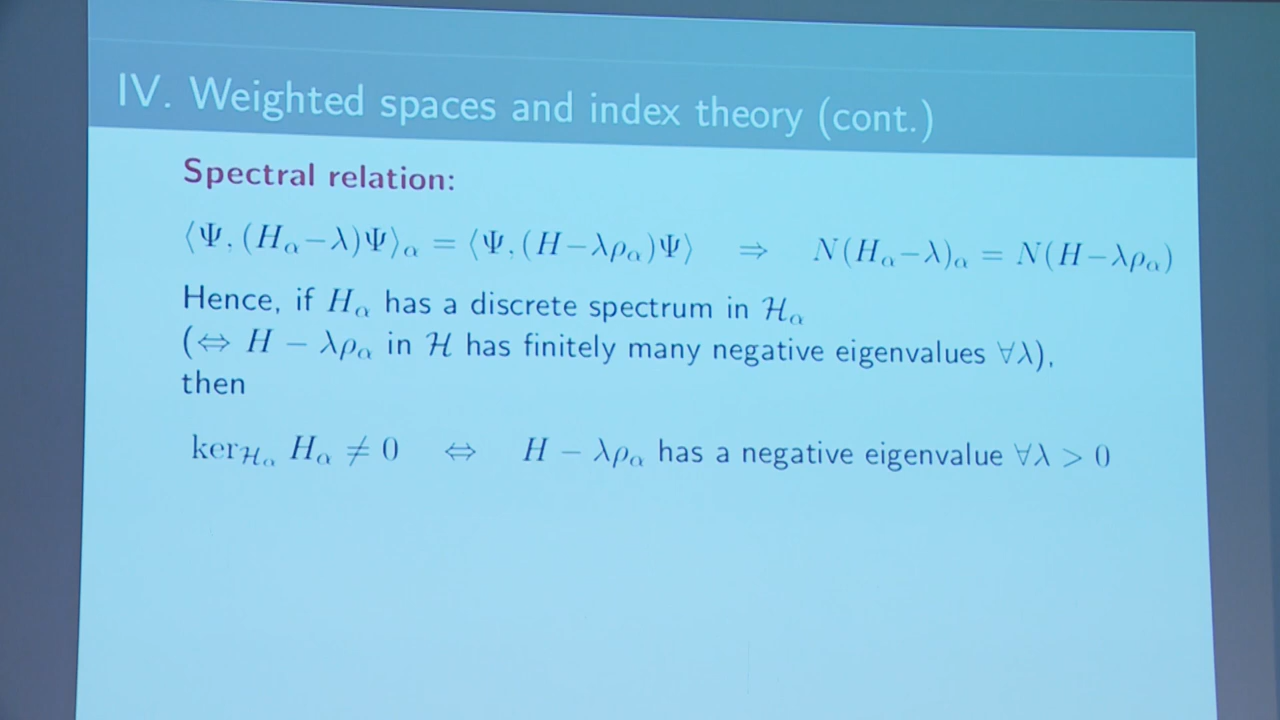 IV. Weighted spaces and index theory (cont.)
Spectral relation:
⟨Ψ, (H_α−λ)Ψ⟩_α = ⟨Ψ, (H−λρ_α)Ψ⟩ ⇒ N(H_α−λ)_α = N(H−λρ_α)
Hence, if H_α has a discrete spectrum in ℋ_α
(⇔ H − λρ_α in ℋ has finitely many negative eigenvalues ∀λ),
then
ker_{ℋ_α} H_α ≠ 0 ⇔ H − λρ_α has a negative eigenvalue ∀λ > 0